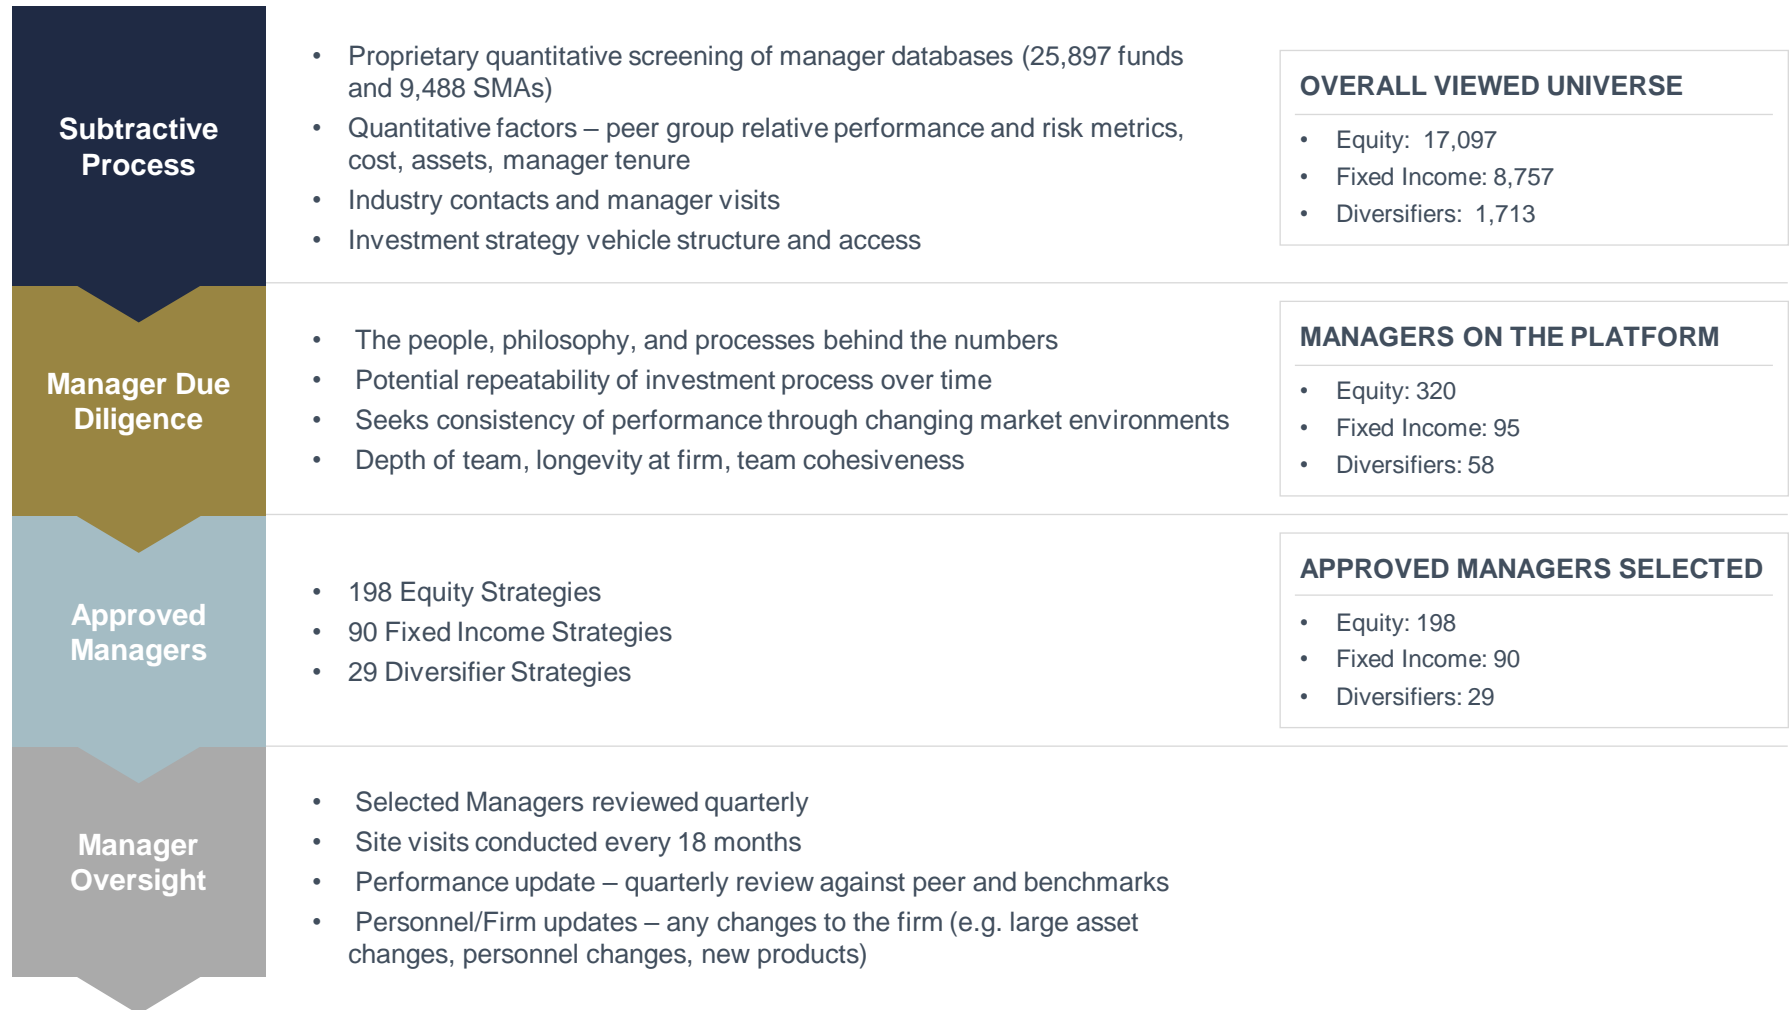 Subtractive
Process
• Proprietary quantitative screening of manager databases (25,897 funds
and 9,488 SMAs)
• Quantitative factors – peer group relative performance and risk metrics,
cost, assets, manager tenure
• Industry contacts and manager visits
• Investment strategy vehicle structure and access
OVERALL VIEWED UNIVERSE
• Equity: 17,097
• Fixed Income: 8,757
• Diversifiers: 1,713
Manager Due
Diligence
• The people, philosophy, and processes behind the numbers
• Potential repeatability of investment process over time
• Seeks consistency of performance through changing market environments
• Depth of team, longevity at firm, team cohesiveness
MANAGERS ON THE PLATFORM
• Equity: 320
• Fixed Income: 95
• Diversifiers: 58
Approved
Managers
• 198 Equity Strategies
• 90 Fixed Income Strategies
• 29 Diversifier Strategies
APPROVED MANAGERS SELECTED
• Equity: 198
• Fixed Income: 90
• Diversifiers: 29
Manager
Oversight
• Selected Managers reviewed quarterly
• Site visits conducted every 18 months
• Performance update – quarterly review against peer and benchmarks
• Personnel/Firm updates – any changes to the firm (e.g. large asset
changes, personnel changes, new products)